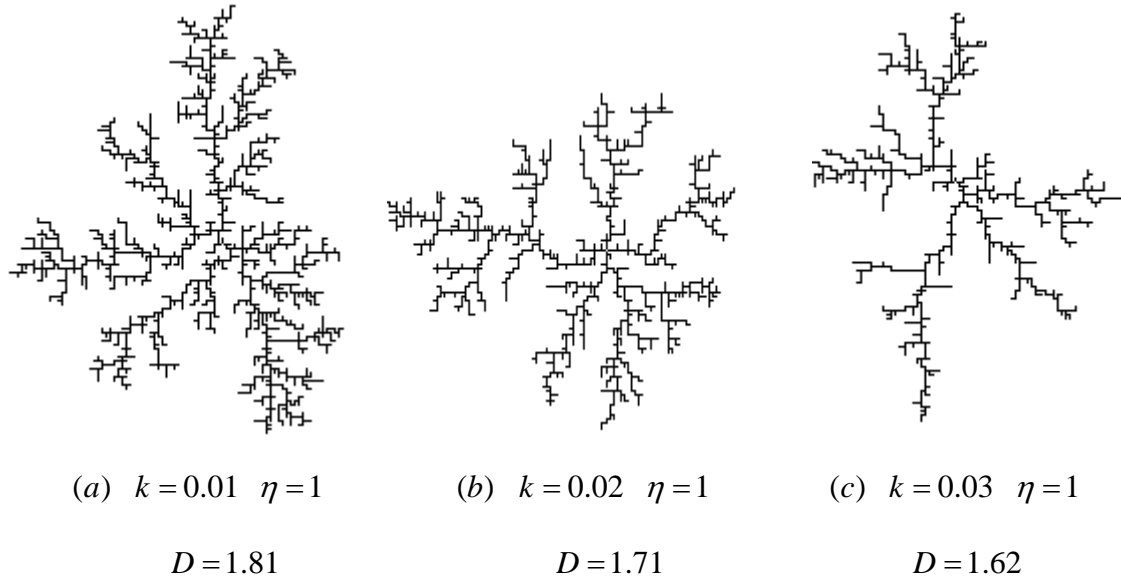 (a) k = 0.01 η = 1 (b) k = 0.02 η = 1 (c) k = 0.03 η = 1
D = 1.81 D = 1.71 D = 1.62